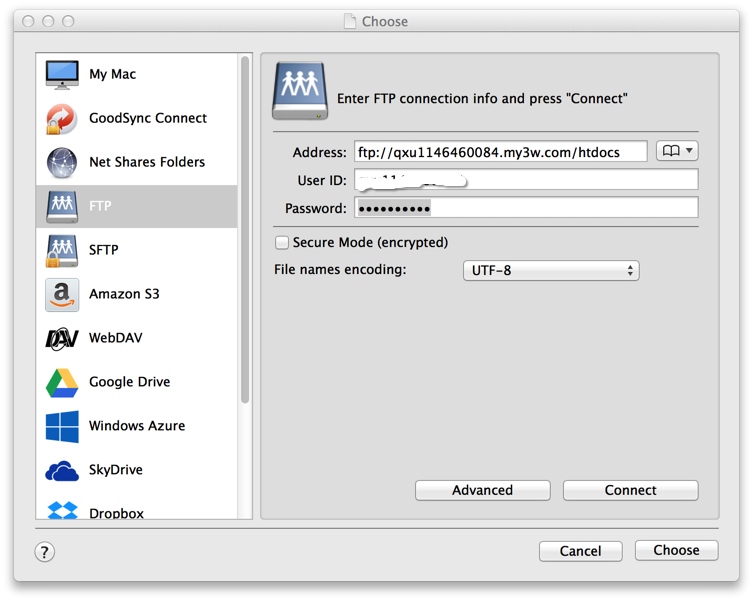 Choose
My Mac
GoodSync Connect
Net Shares Folders
FTP
SFTP
Amazon S3
WebDAV
Google Drive
Windows Azure
SkyDrive
Dropbox
Enter FTP connection info and press "Connect"
Address: ftp://qxu1146460084.my3w.com/htdocs
User ID:
Password: ••••••••••
Secure Mode (encrypted)
File names encoding: UTF-8
Advanced Connect
? Cancel Choose